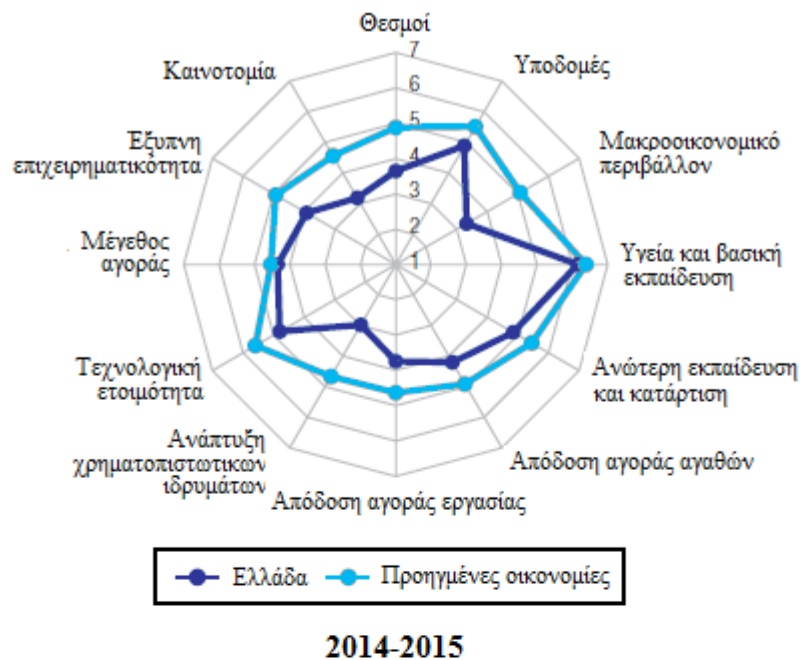 Θεσμοί
7
Υποδομές
Καινοτομία
6
5
Έξυπνη
επιχειρηματικότητα
Μακροοικονομικό
περιβάλλον
4
3
2
Μέγεθος
αγοράς
1
Υγεία και βασική
εκπαίδευση
Τεχνολογική
ετοιμότητα
Ανώτερη εκπαίδευση
και κατάρτιση
Ανάπτυξη
χρηματοπιστωτικων
ιδρυμάτων
Απόδοση αγοράς αγαθών
Απόδοση αγοράς εργασίας
Ελλάδα
Προηγμένες οικονομίες
2014-2015